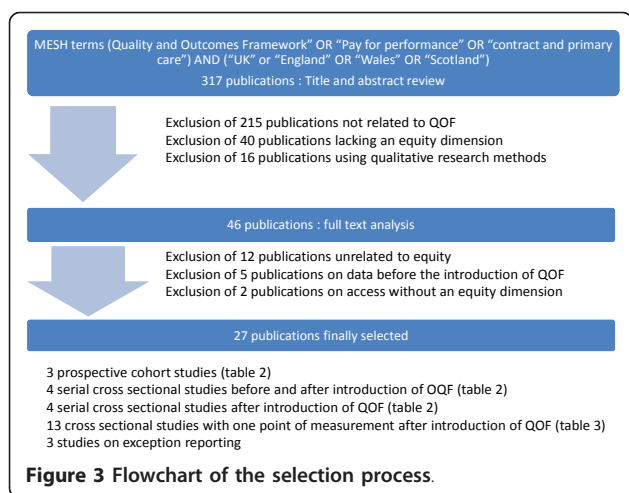 MESH terms (Quality and Outcomes Framework” OR “Pay for performance” OR “contract and primary
care”) AND (“UK” or “England” OR “Wales” OR “Scotland”)
317 publications : Title and abstract review
Exclusion of 215 publications not related to QOF
Exclusion of 40 publications lacking an equity dimension
Exclusion of 16 publications using qualitative research methods
46 publications : full text analysis
Exclusion of 12 publications unrelated to equity
Exclusion of 5 publications on data before the introduction of QOF
Exclusion of 2 publications on access without an equity dimension
27 publications finally selected
3 prospective cohort studies (table 2)
4 serial cross sectional studies before and after introduction of OQF (table 2)
4 serial cross sectional studies after introduction of QOF (table 2)
13 cross sectional studies with one point of measurement after introduction of QOF (table 3)
3 studies on exception reporting
Figure 3 Flowchart of the selection process.